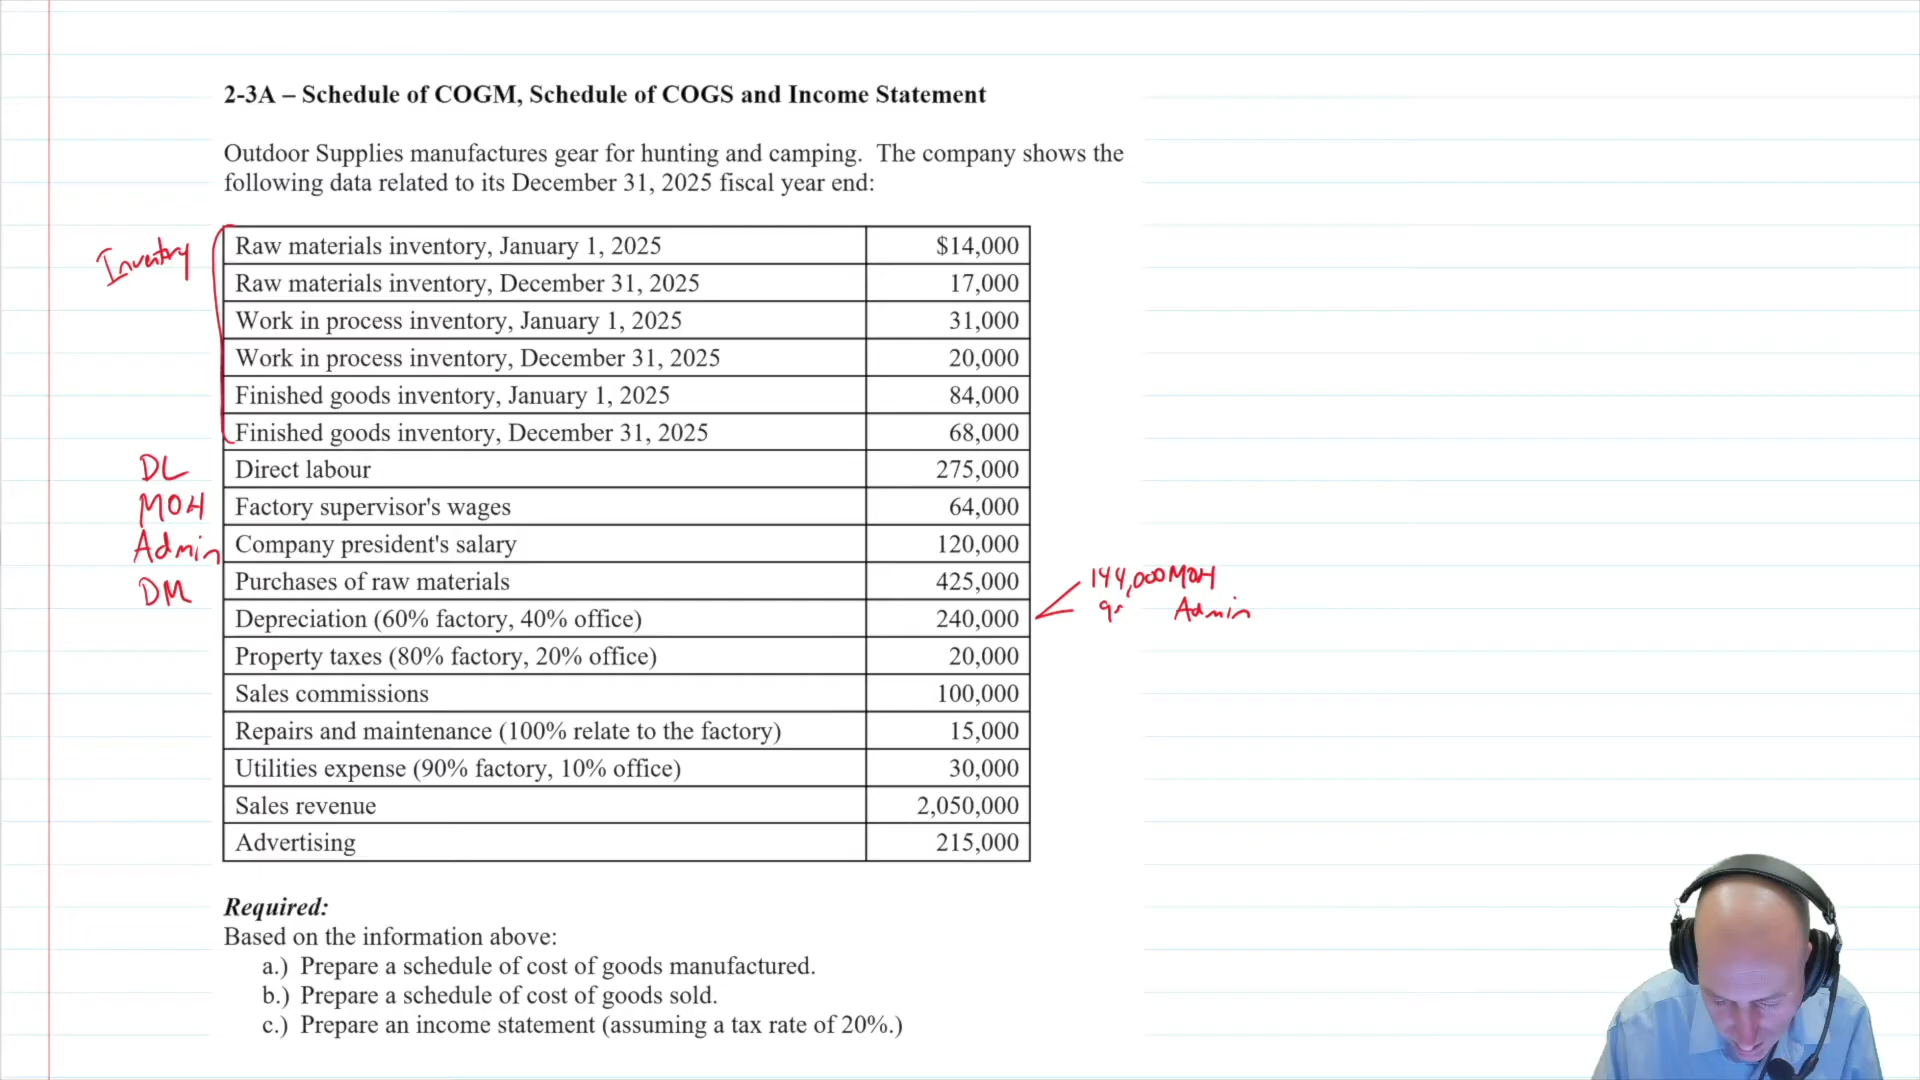 2-3A – Schedule of COGM, Schedule of COGS and Income Statement
Outdoor Supplies manufactures gear for hunting and camping. The company shows the
following data related to its December 31, 2025 fiscal year end:
Inventory
Raw materials inventory, January 1, 2025 $14,000
Raw materials inventory, December 31, 2025 17,000
Work in process inventory, January 1, 2025 31,000
Work in process inventory, December 31, 2025 20,000
Finished goods inventory, January 1, 2025 84,000
Finished goods inventory, December 31, 2025 68,000
DL Direct labour 275,000
MOH Factory supervisor's wages 64,000
Admin Company president's salary 120,000
DM Purchases of raw materials 425,000
144,000 MOH
Depreciation (60% factory, 40% office) 240,000 Admin
Property taxes (80% factory, 20% office) 20,000
Sales commissions 100,000
Repairs and maintenance (100% relate to the factory) 15,000
Utilities expense (90% factory, 10% office) 30,000
Sales revenue 2,050,000
Advertising 215,000
Required:
Based on the information above:
a.) Prepare a schedule of cost of goods manufactured.
b.) Prepare a schedule of cost of goods sold.
c.) Prepare an income statement (assuming a tax rate of 20%.)